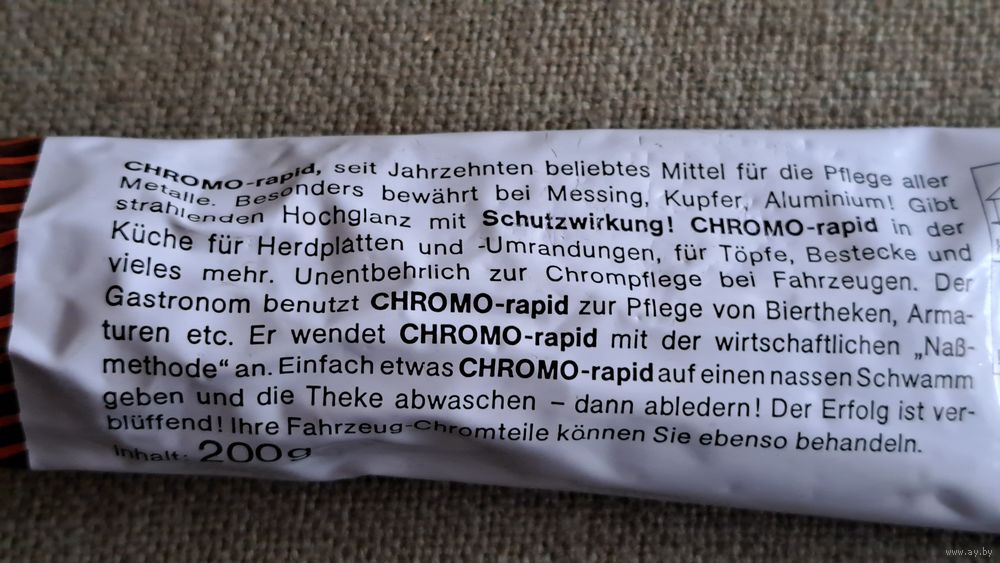 CHROMO-rapid, seit Jahrzehnten beliebtes Mittel für die Pflege aller
Metalle. Besonders bewährt bei Messing, Kupfer, Aluminium! Gibt
strahlenden Hochglanz mit Schutzwirkung! CHROMO-rapid in der
Küche für Herdplatten und -Umrandungen, für Töpfe, Bestecke und
vieles mehr. Unentbehrlich zur Chrompflege bei Fahrzeugen. Der
Gastronom benutzt CHROMO-rapid zur Pflege von Biertheken, Arma-
turen etc. Er wendet CHROMO-rapid mit der wirtschaftlichen „Naß-
methode“ an. Einfach etwas CHROMO-rapid auf einen nassen Schwamm
geben und die Theke abwaschen – dann abledern! Der Erfolg ist ver-
blüffend! Ihre Fahrzeug-Chromteile können Sie ebenso behandeln.
Inhalt: 200g
www.ay.by